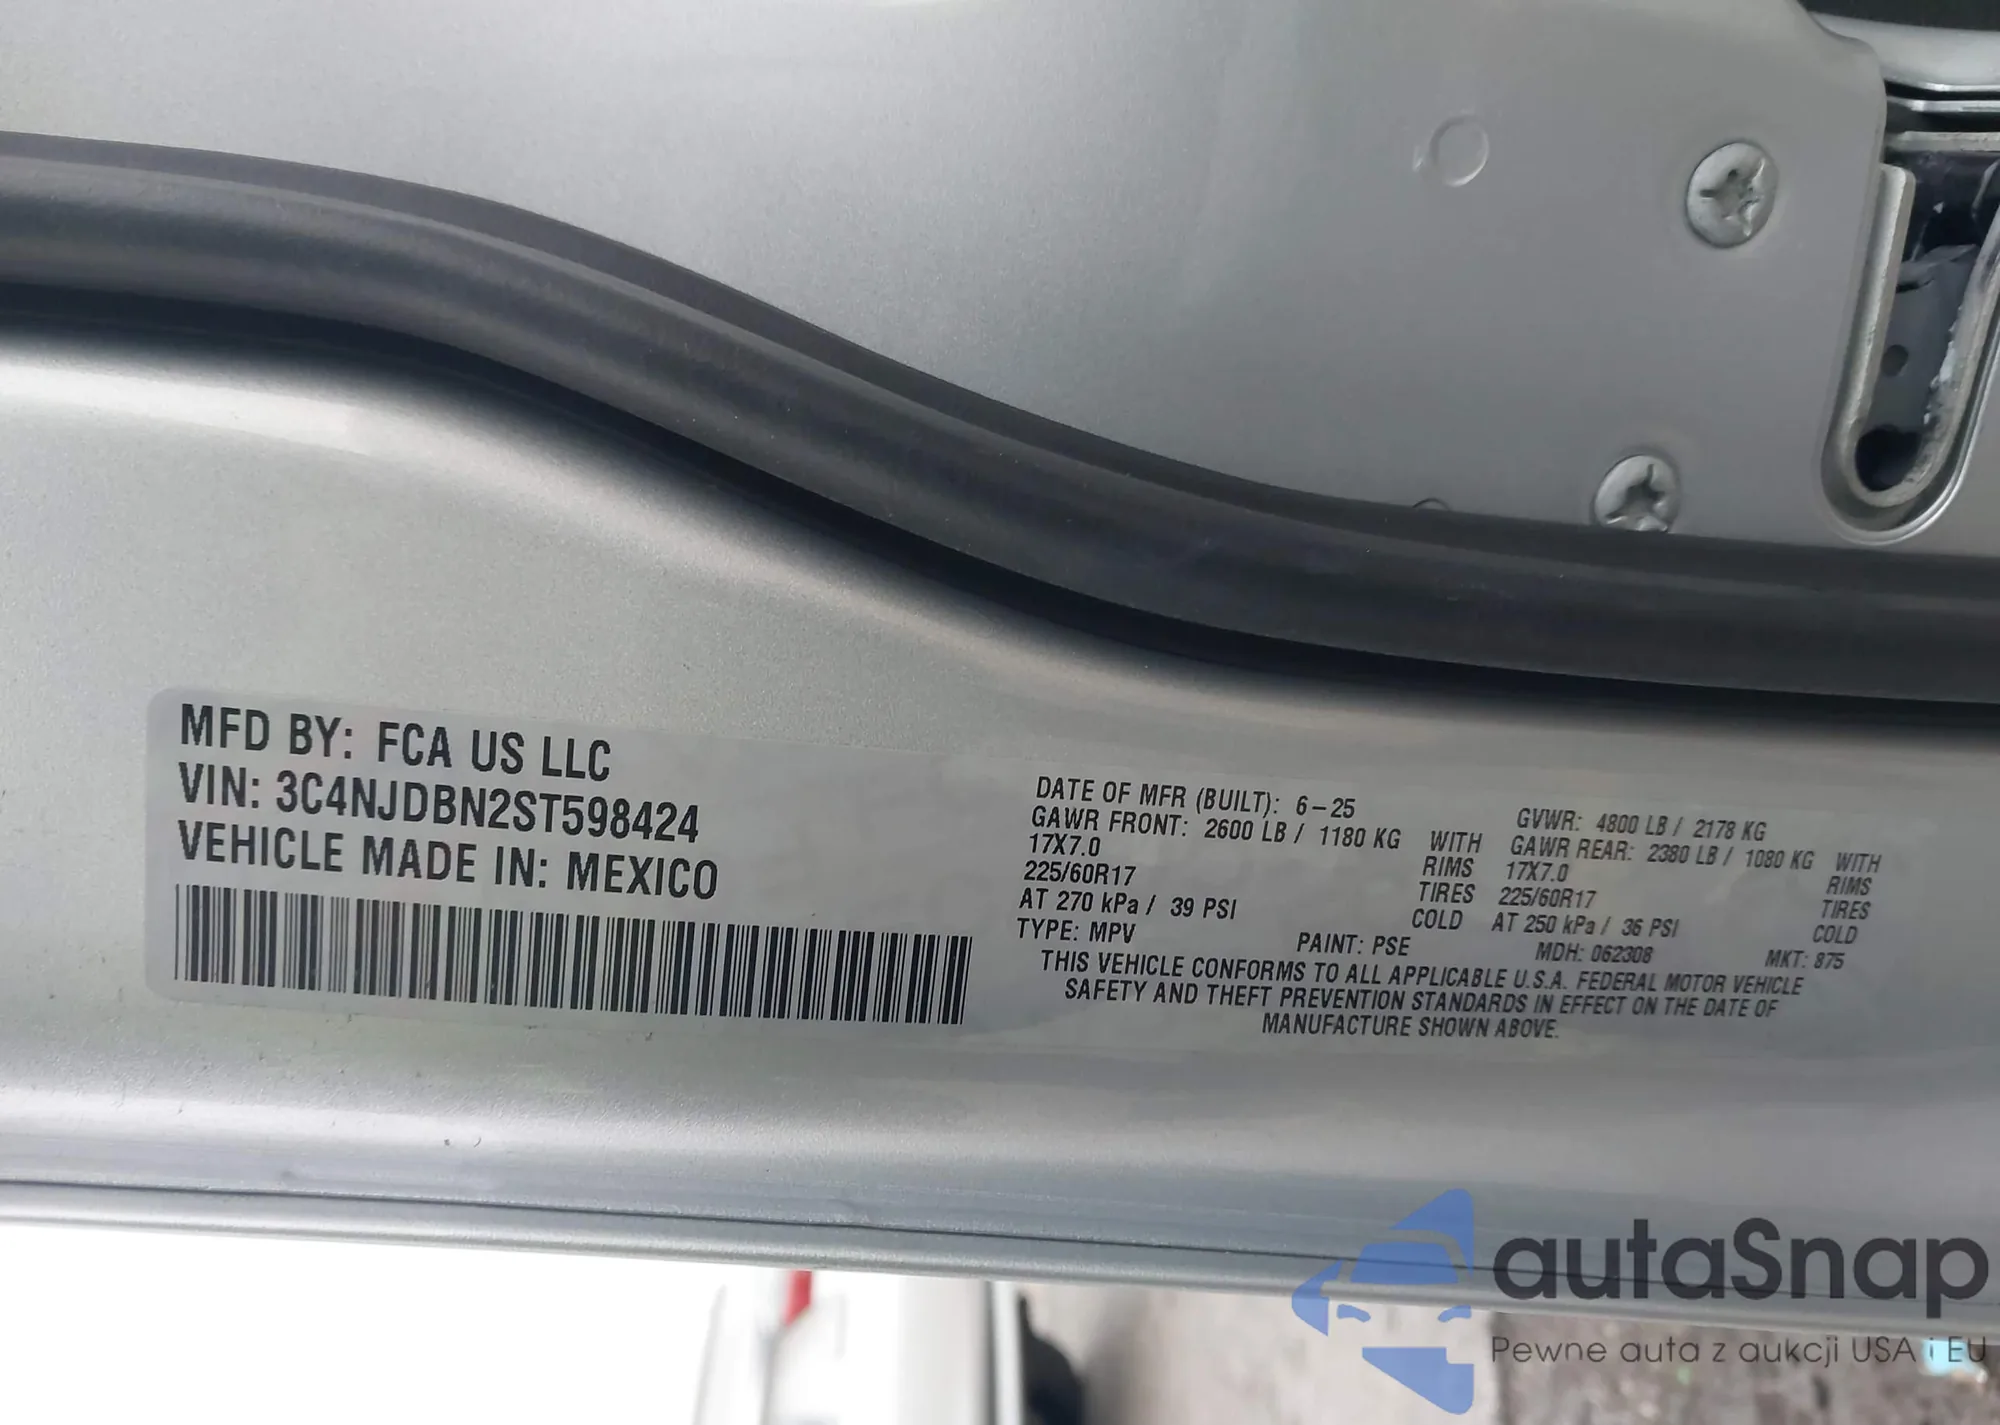 MFD BY: FCA US LLC
VIN: 3C4NJDBN2ST598424
VEHICLE MADE IN: MEXICO
DATE OF MFR (BUILT): 6-25 GVWR: 4800 LB / 2178 KG
GAWR FRONT: 2600 LB / 1180 KG WITH GAWR REAR: 2380 LB / 1080 KG WITH
17X7.0 RIMS 17X7.0 RIMS
225/60R17 TIRES 225/60R17 TIRES
AT 270 kPa / 39 PSI COLD AT 250 kPa / 36 PSI COLD
TYPE: MPV PAINT: PSE MDH: 062308 MKT: 875
THIS VEHICLE CONFORMS TO ALL APPLICABLE U.S.A. FEDERAL MOTOR VEHICLE
SAFETY AND THEFT PREVENTION STANDARDS IN EFFECT ON THE DATE OF
MANUFACTURE SHOWN ABOVE.
autaSnap
Pewne auta z aukcji USA i EU